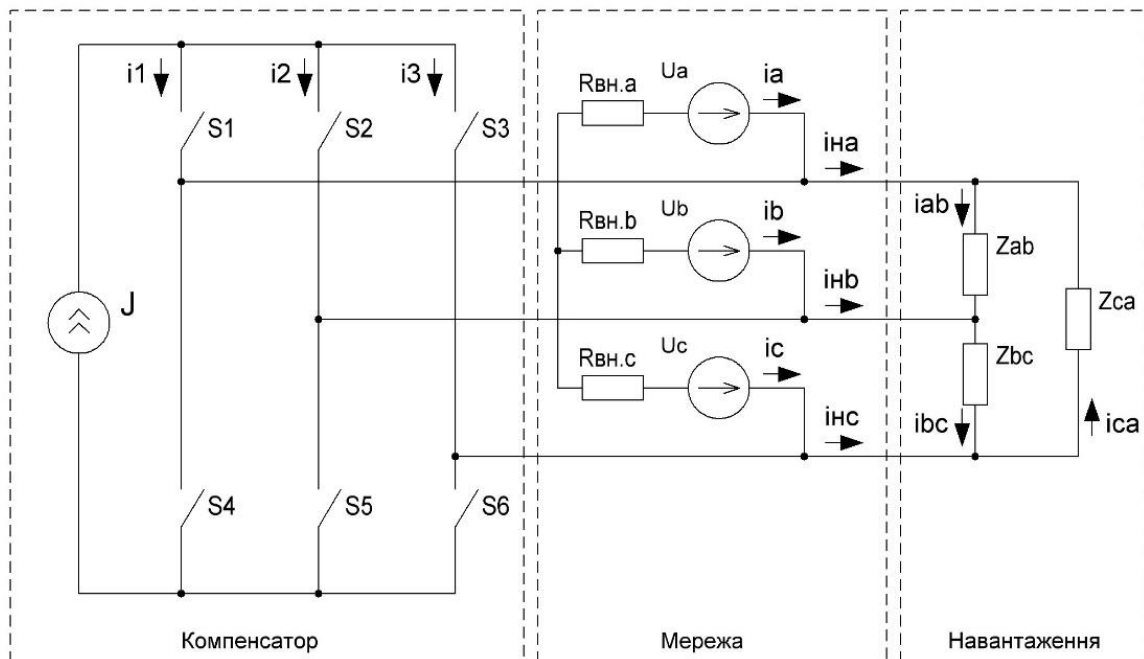 i1
i2
i3
S1
S2
S3
J
S4
S5
S6
Компенсатор
Rвн.a
Ua
ia
iнa
Rвн.b
Ub
ib
iнb
Rвн.c
Uc
ic
iнc
Мережа
iab
Zab
Zca
Zbc
ibc
ica
Навантаження